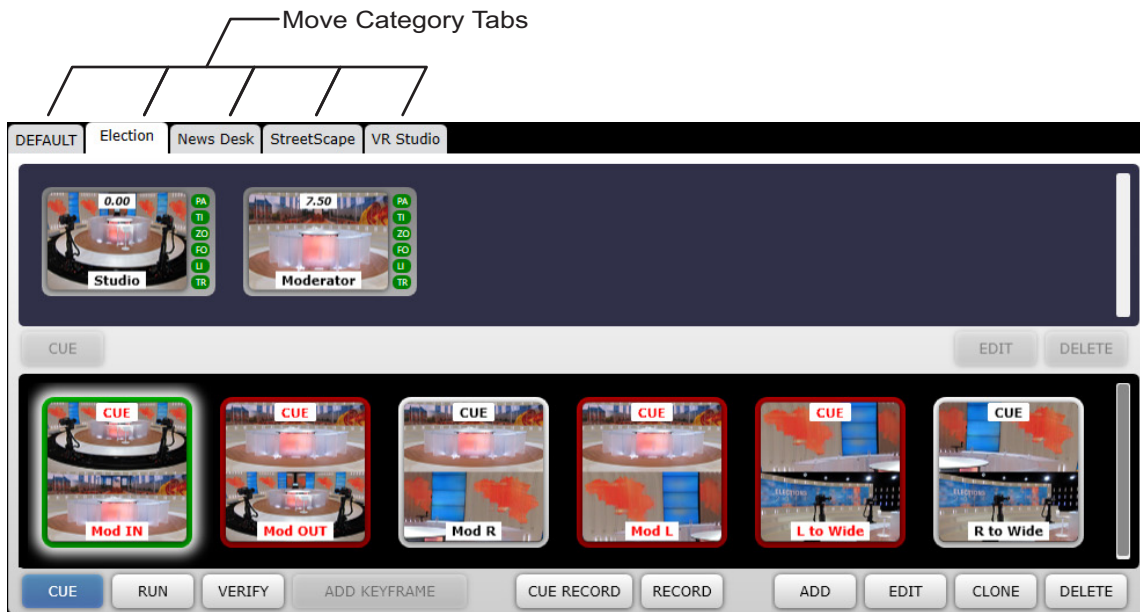 Move Category Tabs
DEFAULT Election News Desk StreetScape VR Studio
0.00 PA TI ZO FO LI TR Studio
7.50 PA TI ZO FO LI TR Moderator
CUE EDIT DELETE
CUE CUE CUE CUE CUE CUE
ELECTIONS ELECTIONS
Mod IN Mod OUT Mod R Mod L L to Wide R to Wide
CUE RUN VERIFY ADD KEYFRAME CUE RECORD RECORD ADD EDIT CLONE DELETE